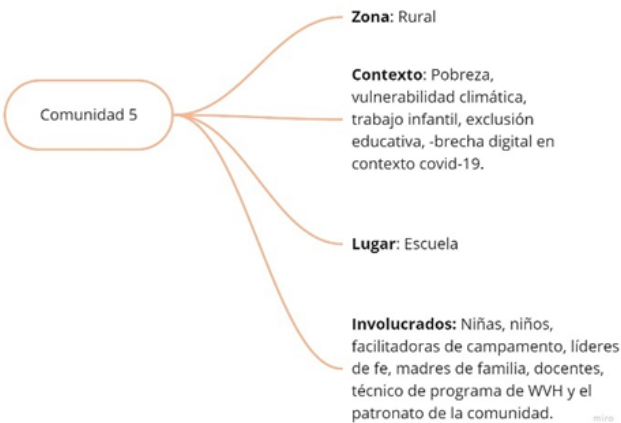 Comunidad 5
Zona: Rural
Contexto: Pobreza,
vulnerabilidad climática,
trabajo infantil, exclusión
educativa, -brecha digital en
contexto covid-19.
Lugar: Escuela
Involucrados: Niñas, niños,
facilitadoras de campamento, líderes
de fe, madres de familia, docentes,
técnico de programa de WVH y el
patronato de la comunidad.
miro